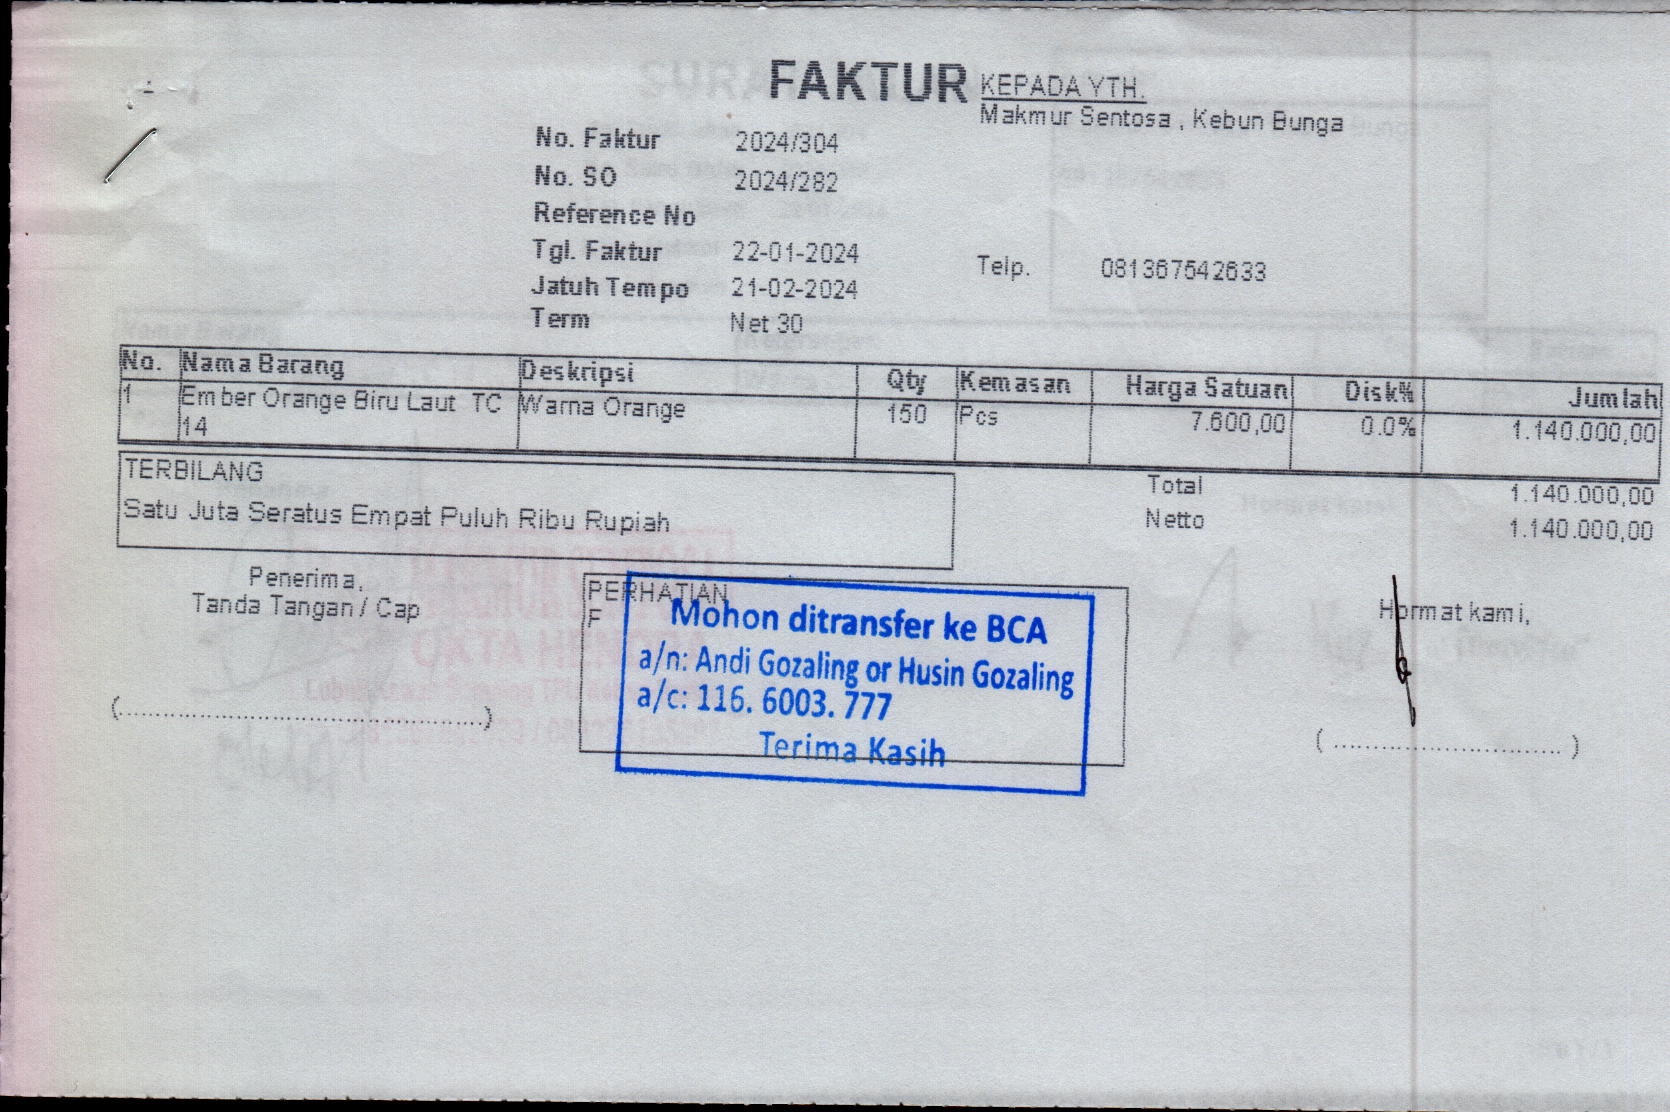 FAKTUR
KEPADA YTH.
Makmur Sentosa , Kebun Bunga
No. Faktur 2024/304
No. SO 2024/282
Reference No
Tgl. Faktur 22-01-2024
Telp. 081367542633
Jatuh Tempo 21-02-2024
Term Net 30
No. Nama Barang Deskripsi Qty Kemasan Harga Satuan Disk% Jumlah
1 Ember Orange Biru Laut TC Warna Orange 150 Pcs 7.600,00 0.0% 1.140.000,00
14
TERBILANG
Satu Juta Seratus Empat Puluh Ribu Rupiah
Total 1.140.000,00
Netto 1.140.000,00
Penerima,
Tanda Tangan / Cap
(........................................................)
PERHATIAN
F
Mohon ditransfer ke BCA
a/n: Andi Gozaling or Husin Gozaling
a/c: 116. 6003. 777
Terima Kasih
Hormat kami,
(...................................)